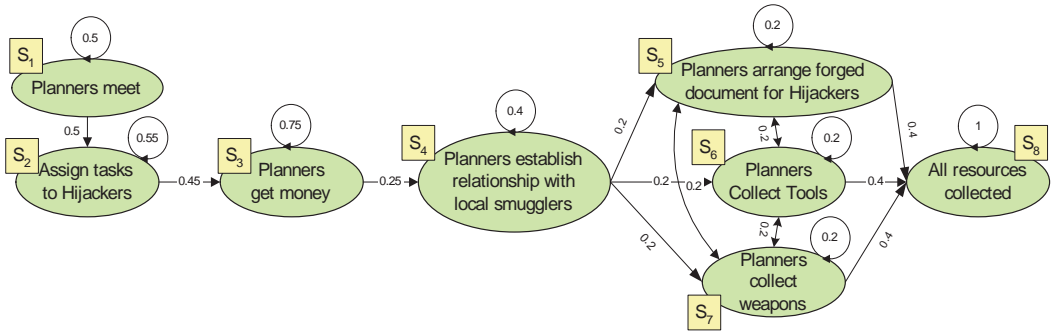 S1
0.5
Planners meet
0.5
S2
0.55
Assign tasks
to Hijackers
0.45
S3
0.75
Planners
get money
0.25
S4
0.4
Planners establish
relationship with
local smugglers
0.2
0.2
0.2
S5
0.2
Planners arrange forged
document for Hijackers
0.4
0.2
0.2
S6
0.2
Planners
Collect Tools
0.4
0.2
S7
0.2
Planners
collect
weapons
0.4
S8
1
All resources
collected